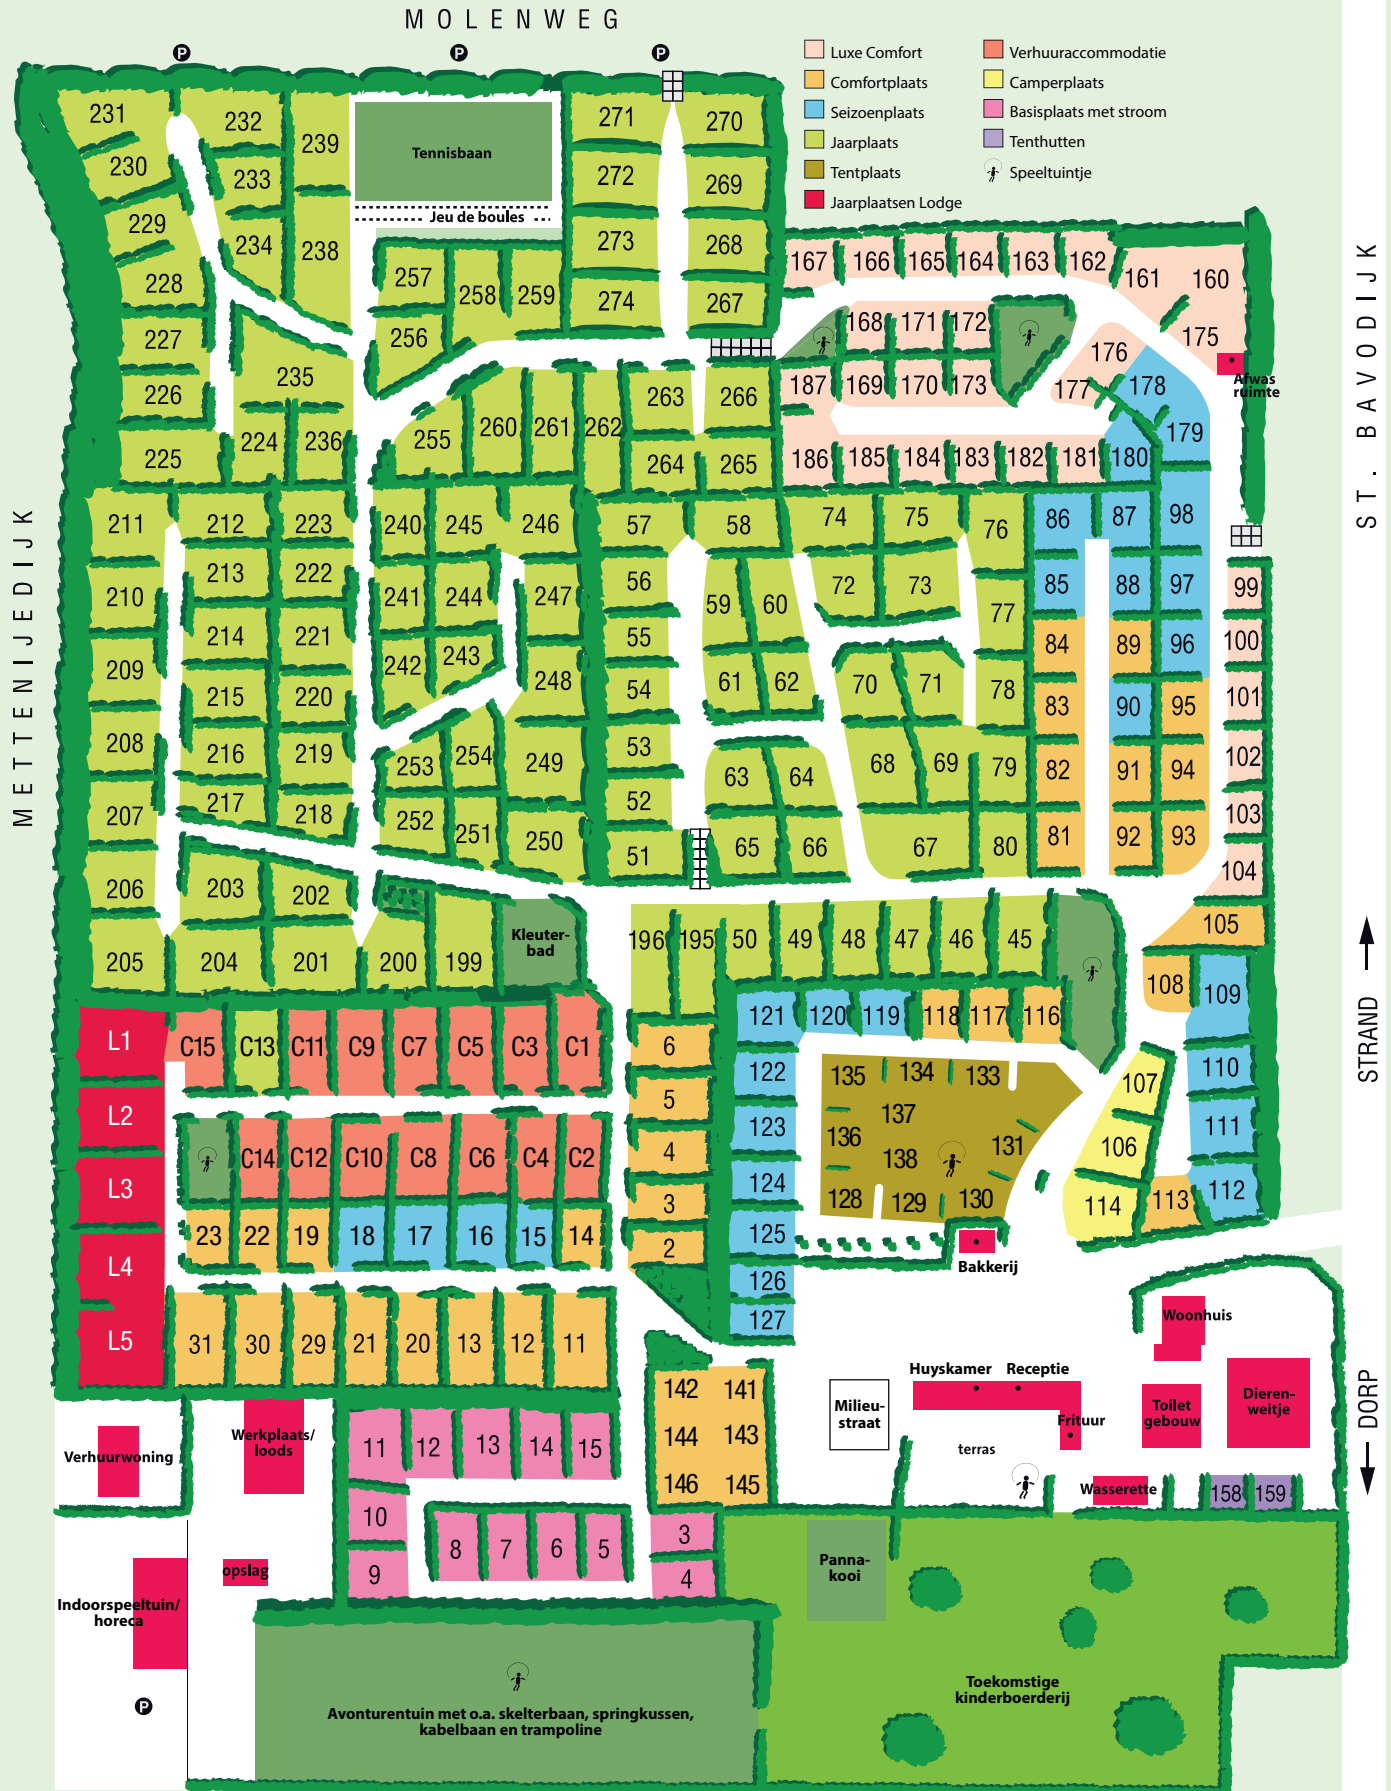 MOLENWEG
P
P
P
Luxe Comfort
Comfortplaats
Seizoenplaats
Jaarplaats
Tentplaats
Jaarplaatsen Lodge
Verhuuraccommodatie
Camperplaats
Basisplaats met stroom
Tenthutten
Speeltuintje
METTENIJEDIJK
ST. BAVODIJK
STRAND
DORP
Tennisbaan
Jeu de boules
231 232 239 271 270
230 233 272 269
229 234 238 273 268
228 257 258 259 274 267
227 256
226 235 263 266
225 224 236 255 260 261 262 264 265
167 166 165 164 163 162 161 160
168 171 172 175
187 169 170 173 177 176 178
186 185 184 183 182 181 180 179
Afwas
ruimte
211 212 223 240 245 246 57 58 74 75 76 86 87 98
210 213 222 241 244 247 56 59 60 72 73 77 85 88 97 99
209 214 221 242 243 248 55 61 62 70 71 78 84 89 96 100
208 215 220 54 83 90 95 101
207 216 219 253 254 249 53 63 64 68 69 79 82 91 94 102
217 218 252 251 250 52 103
206 203 202 51 65 66 67 80 81 92 93 104
205 204 201 200 199
Kleuter-
bad
196 195 50 49 48 47 46 45 105
108 109
L1 C15 C13 C11 C9 C7 C5 C3 C1 6 121 120 119 118 117 116
L2 5 122 135 134 133 107 110
L3 C14 C12 C10 C8 C6 C4 C2 4 123 136 137 131 106 111
138
3 124 128 129 130 114 113 112
L4 23 22 19 18 17 16 15 14 2 125
126
127
L5 31 30 29 21 20 13 12 11
Bakkerij
Woonhuis
142 141
144 143
146 145
Milieu-
straat
Huyskamer Receptie
Frituur
terras
Toilet
gebouw
Dieren-
weitje
Wasserette
158 159
Verhuurwoning
Werkplaats/
loods
11 12 13 14 15
10
9
8 7 6 5
3
4
opslag
Indoorspeeltuin/
horeca
P
Panna-
kooi
Toekomstige
kinderboerderij
Avonturentuin met o.a. skelterbaan, springkussen,
kabelbaan en trampoline